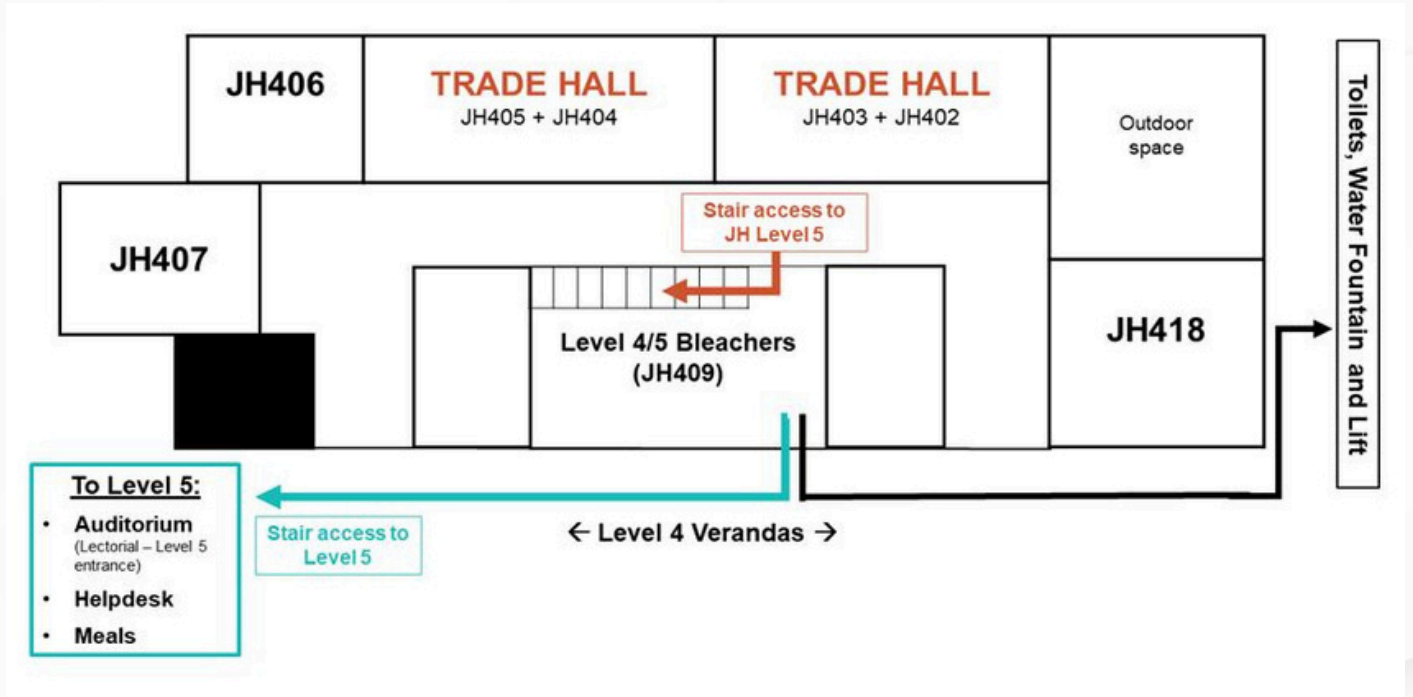 JH406
TRADE HALL
JH405 + JH404
TRADE HALL
JH403 + JH402
Outdoor
space
Toilets, Water Fountain and Lift
JH407
Stair access to
JH Level 5
Level 4/5 Bleachers
(JH409)
JH418
To Level 5:
• Auditorium
(Lectorial – Level 5
entrance)
• Helpdesk
• Meals
Stair access to
Level 5
← Level 4 Verandas →